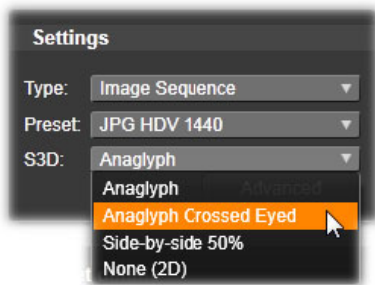 Settings
Type: Image Sequence
Preset: JPG HDV 1440
S3D: Anaglyph
Anaglyph
Advanced
Anaglyph Crossed Eyed
Side-by-side 50%
None (2D)